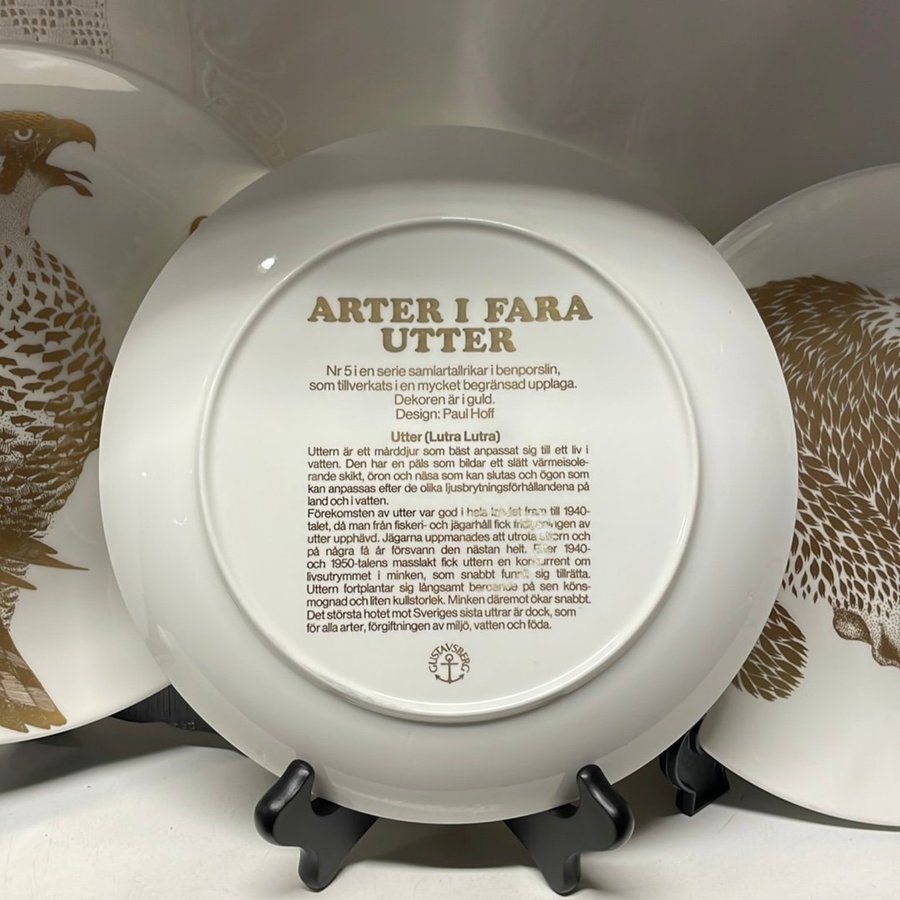 ARTER I FARA
UTTER
Nr 5 i en serie samlartallrikar i benporslin,
som tillverkats i en mycket begränsad upplaga.
Dekoren är i guld.
Design: Paul Hoff
Utter (Lutra Lutra)
Uttern är ett mårddjur som bäst anpassat sig till ett liv i
vatten. Den har en päls som bildar ett slätt värmeisole-
rande skikt, öron och näsa som kan slutas och ögon som
kan anpassas efter de olika ljusbrytningsförhållandena på
land och i vatten.
Förekomsten av utter var god i hela landet fram till 1940-
talet, då man från fiskeri- och jägarhåll fick fridlysningen av
utter upphävd. Jägarna uppmanades att utrota uttern och
på några få år försvann den nästan helt. Efter 1940-
och 1950-talens masslakt fick uttern en konkurrent om
livsutrymmet i minken, som snabbt funnit sig tillrätta.
Uttern fortplantar sig långsamt beroende på sen köns-
mognad och liten kullstorlek. Minken däremot ökar snabbt.
Det största hotet mot Sveriges sista uttrar är dock, som
för alla arter, förgiftningen av miljö, vatten och föda.
GUSTAVSBERG